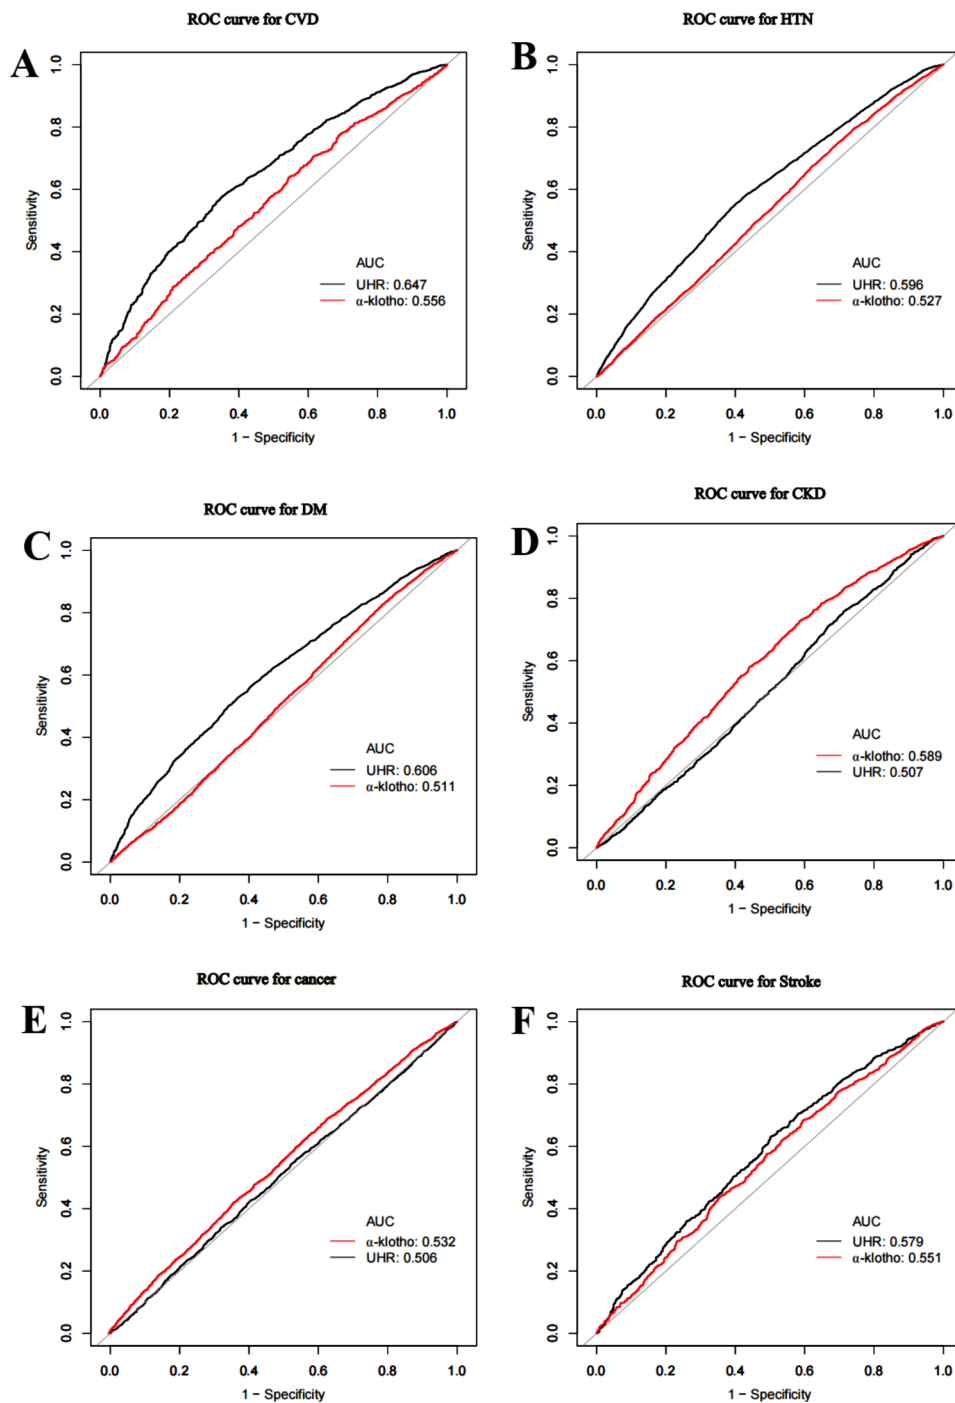 ROC curve for CVD
A
Sensitivity
0.0 0.2 0.4 0.6 0.8 1.0
AUC
UHR: 0.647
α-klotho: 0.556
0.0 0.2 0.4 0.6 0.8 1.0
1 − Specificity
ROC curve for HTN
B
Sensitivity
0.0 0.2 0.4 0.6 0.8 1.0
AUC
UHR: 0.596
α-klotho: 0.527
0.0 0.2 0.4 0.6 0.8 1.0
1 − Specificity
ROC curve for DM
C
Sensitivity
0.0 0.2 0.4 0.6 0.8 1.0
AUC
UHR: 0.606
α-klotho: 0.511
0.0 0.2 0.4 0.6 0.8 1.0
1 − Specificity
ROC curve for CKD
D
Sensitivity
0.0 0.2 0.4 0.6 0.8 1.0
AUC
α-klotho: 0.589
UHR: 0.507
0.0 0.2 0.4 0.6 0.8 1.0
1 − Specificity
ROC curve for cancer
E
Sensitivity
0.0 0.2 0.4 0.6 0.8 1.0
AUC
α-klotho: 0.532
UHR: 0.506
0.0 0.2 0.4 0.6 0.8 1.0
1 − Specificity
ROC curve for Stroke
F
Sensitivity
0.0 0.2 0.4 0.6 0.8 1.0
AUC
UHR: 0.579
α-klotho: 0.551
0.0 0.2 0.4 0.6 0.8 1.0
1 − Specificity